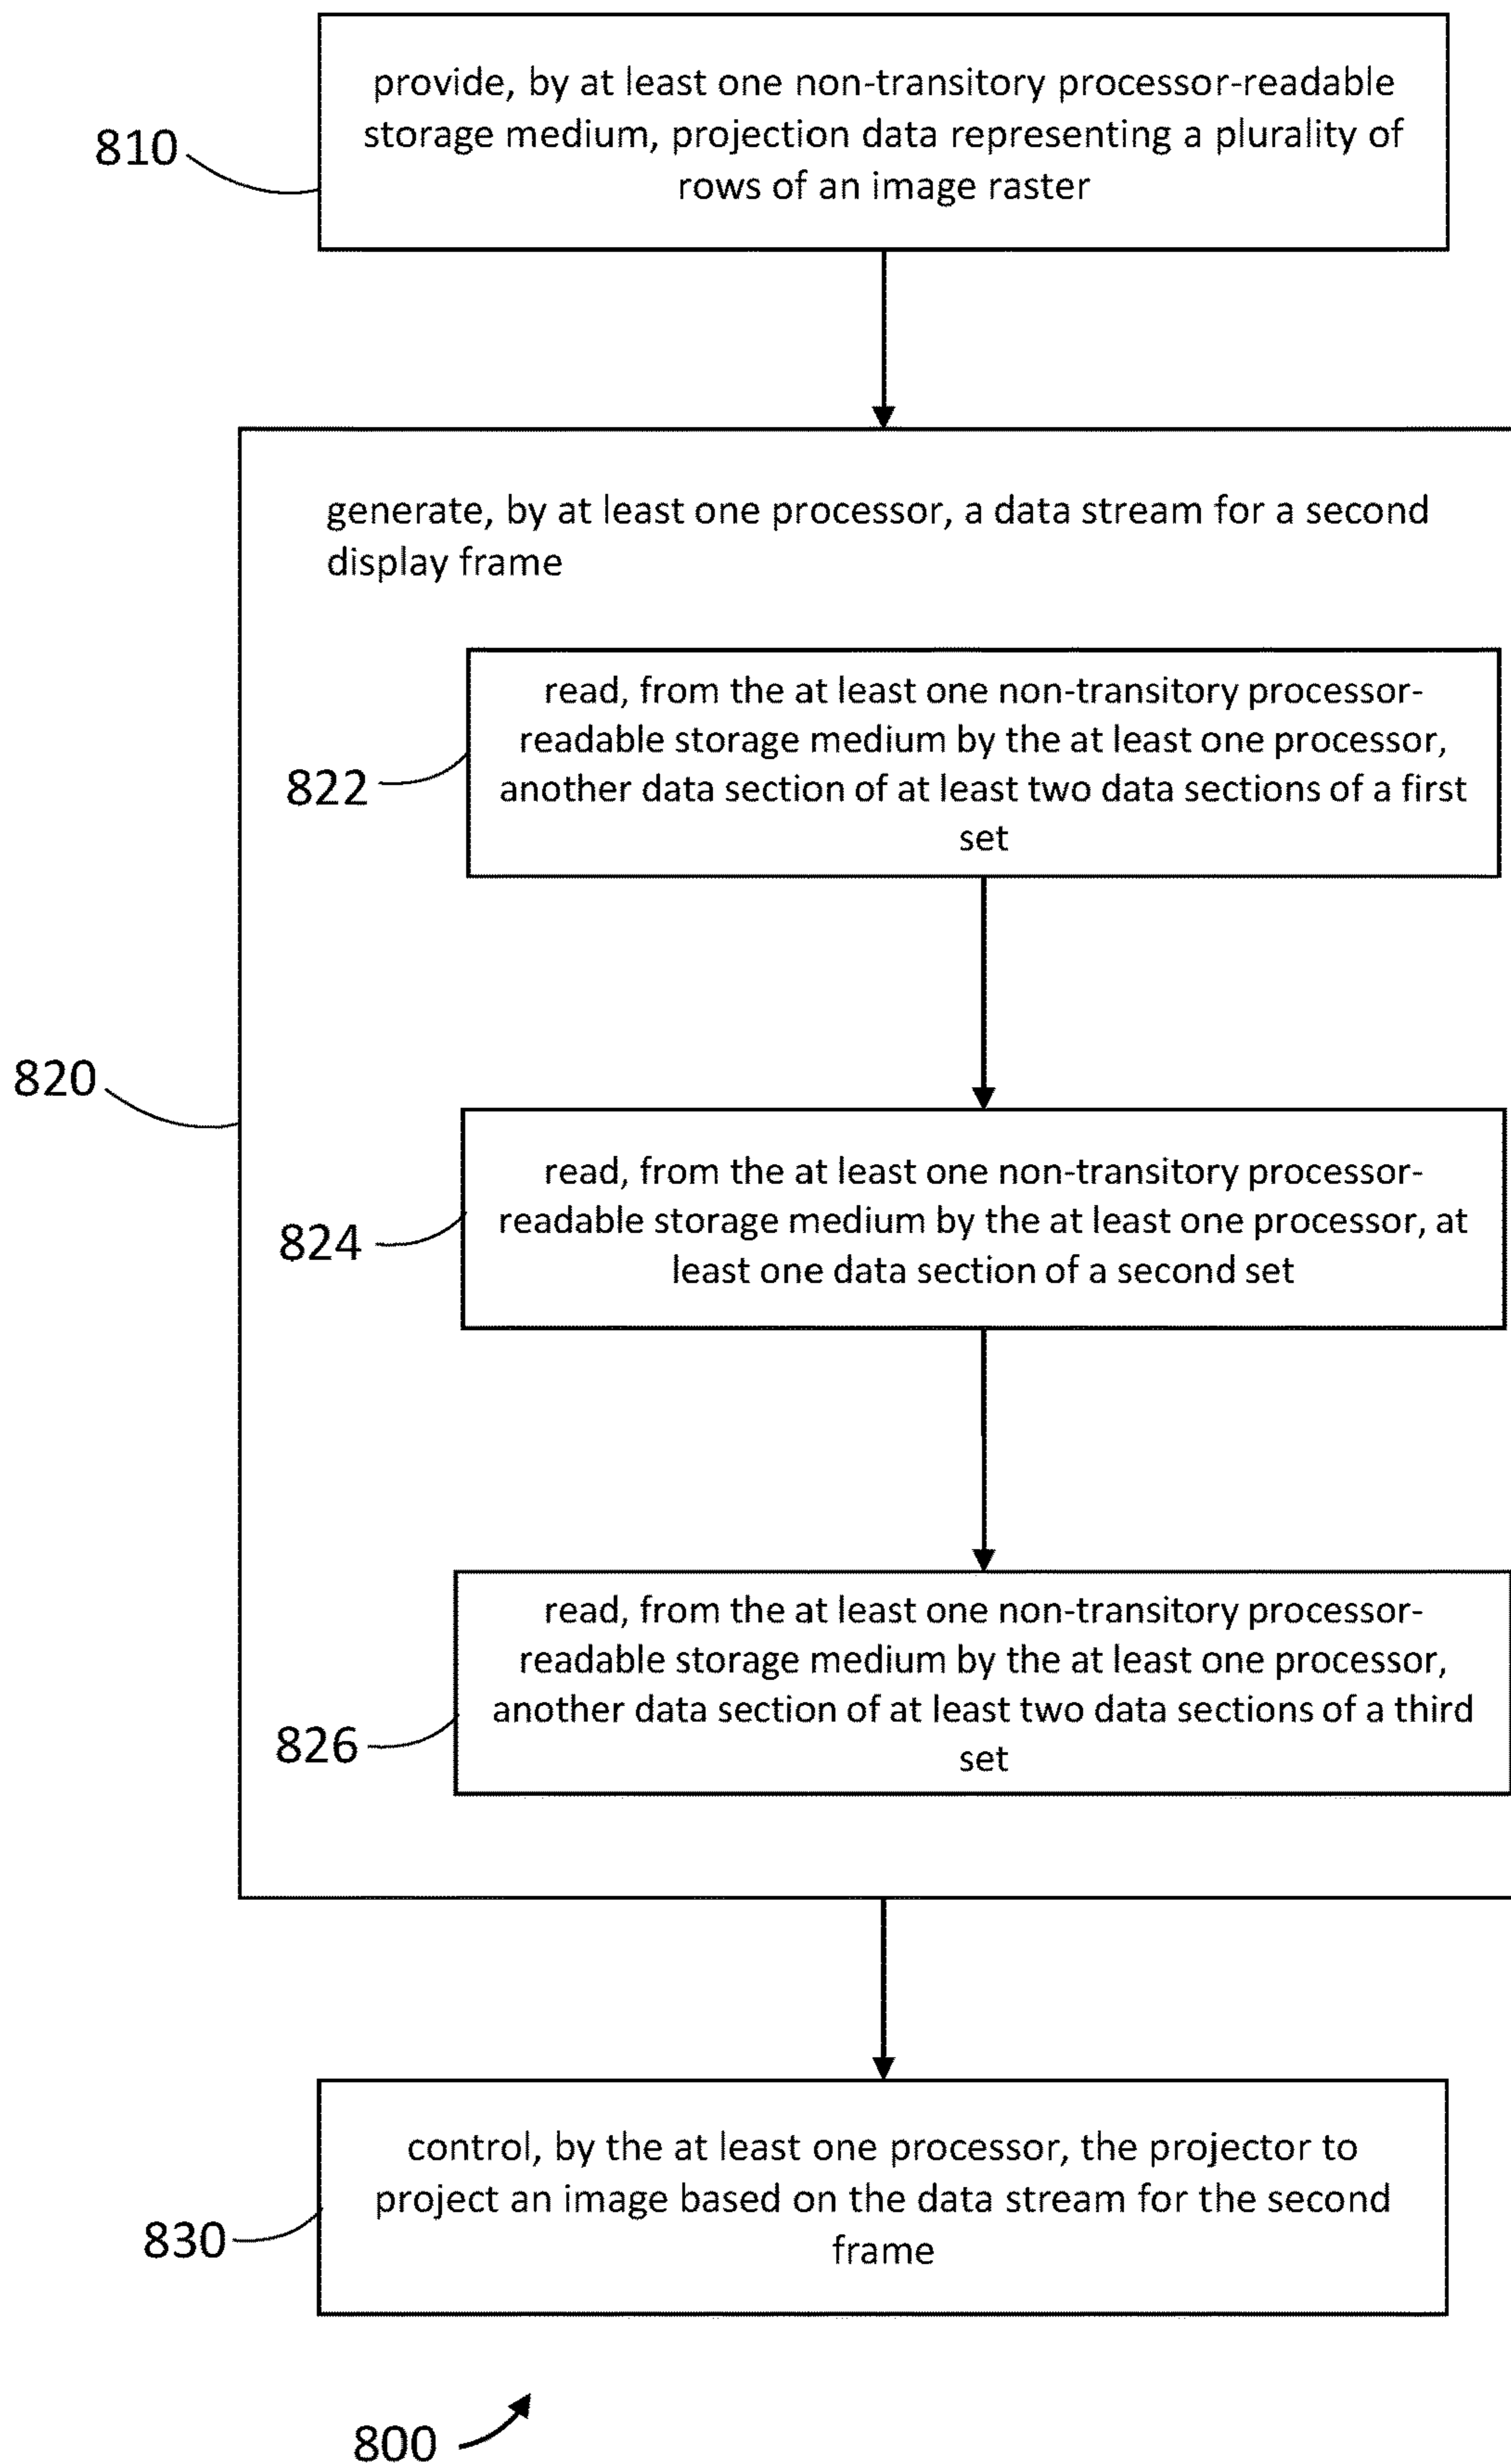 provide, by at least one non-transitory processor-readable
storage medium, projection data representing a plurality of
rows of an image raster
810
generate, by at least one processor, a data stream for a second
display frame
read, from the at least one non-transitory processor-
readable storage medium by the at least one processor,
another data section of at least two data sections of a first
set
822
820
read, from the at least one non-transitory processor-
readable storage medium by the at least one processor, at
least one data section of a second set
824
read, from the at least one non-transitory processor-
readable storage medium by the at least one processor,
another data section of at least two data sections of a third
set
826
control, by the at least one processor, the projector to
project an image based on the data stream for the second
frame
830
800